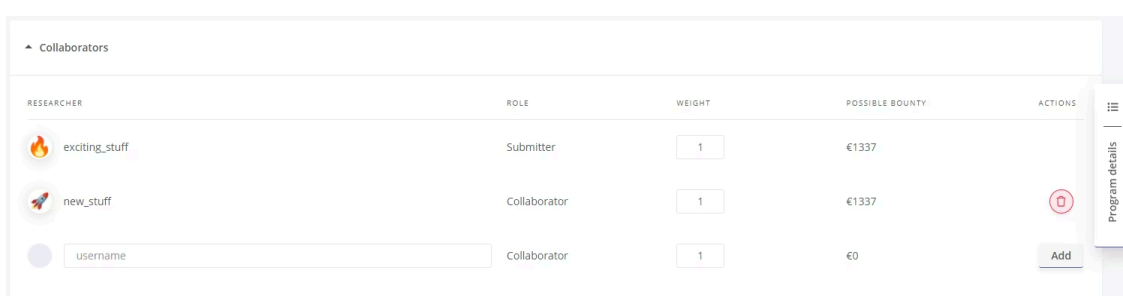 Collaborators
RESEARCHER ROLE WEIGHT POSSIBLE BOUNTY ACTIONS
exciting_stuff Submitter 1 €1337
new_stuff Collaborator 1 €1337
username Collaborator 1 €0 Add
Program details